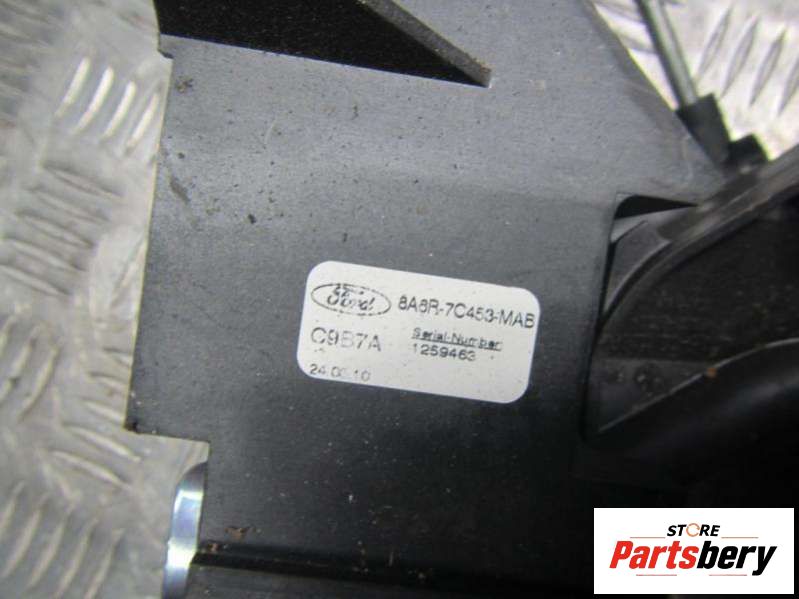 Ford 8A6R-7C453-MAB
C9B7A Serial-Number:
1259463
STORE
Partsbery